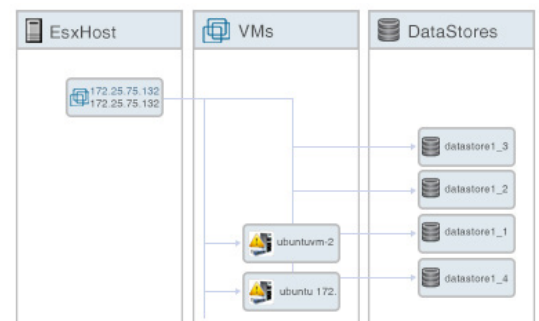 EsxHost
VMs
DataStores
172.25.75.132
172.25.75.132
datastore1_3
datastore1_2
ubuntuvm-2
datastore1_1
ubuntu 172.
datastore1_4